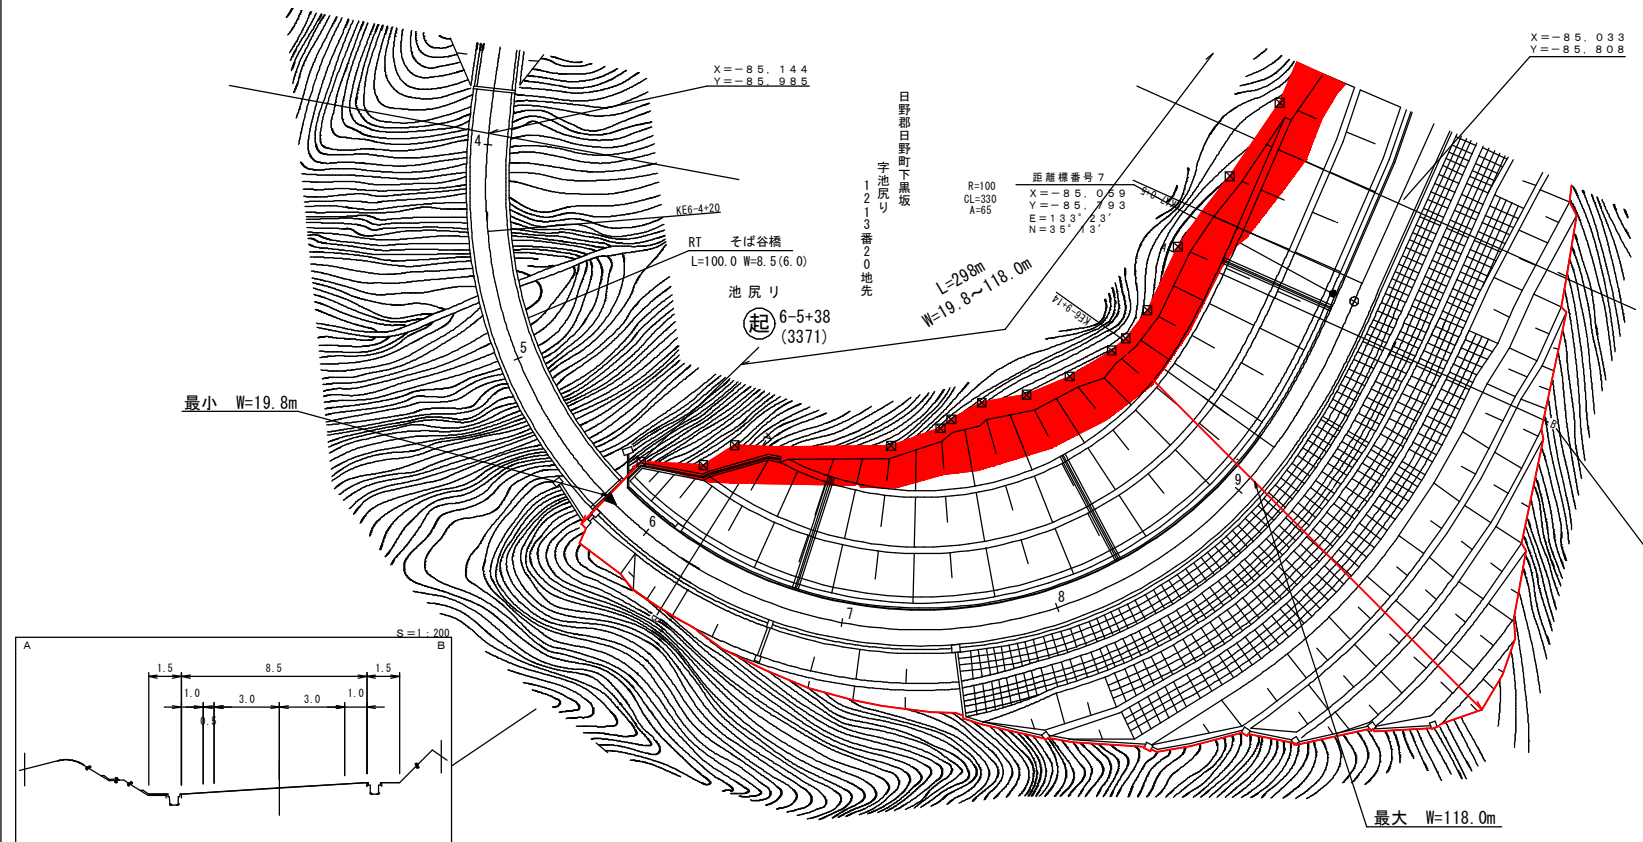 X=-85, 033
Y=-85, 808
X=-85, 144
Y=-85, 985
日野郡日野町下黒坂
字池尻り
1213番20地先
4
R=100
CL=330
A=65
距離標番号7
X=-85, 059
Y=-85, 793
E=133°23′
N=35°13′
KE6-4+20
RT そば谷橋
L=100.0 W=8.5(6.0)
池尻り
起 6-5+38
(3371)
L=298m
W=19.8~118.0m
KE6-9+14
5
最小 W=19.8m
6
7
8
9
S=1:200
A
B
1.5
8.5
1.5
1.0
0.5
3.0
3.0
1.0
最大 W=118.0m